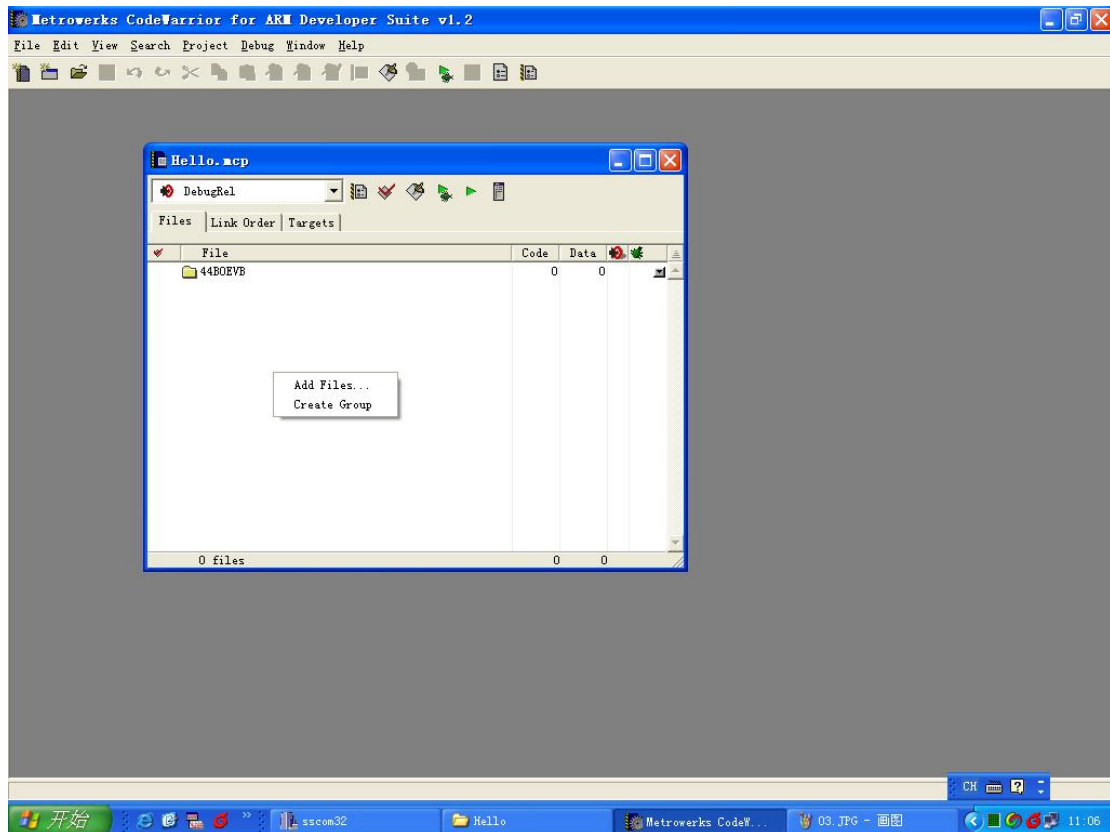 Metrowerks CodeWarrior for ARM Developer Suite v1.2
File Edit View Search Project Debug Window Help
Hello.mcp
DebugRel
Files Link Order Targets
File Code Data
44B0EVB 0 0
Add Files...
Create Group
0 files 0 0
CH
开始 sscom32 Hello Metrowerks CodeW... 03.JPG - 画图 11:06